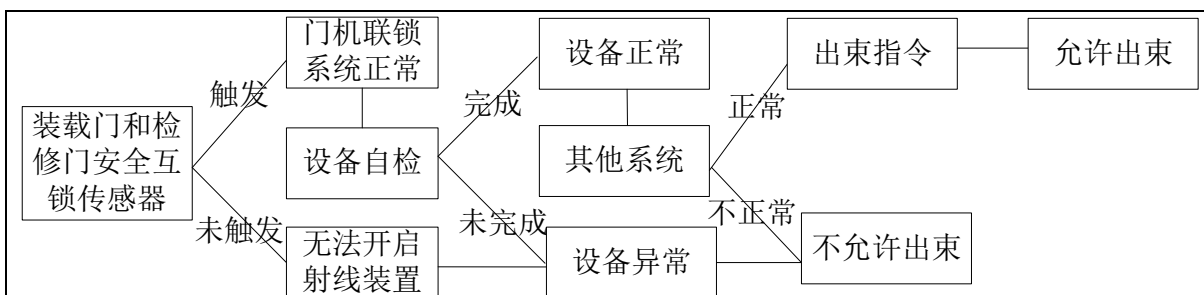 门机联锁
系统正常
设备正常
出束指令
允许出束
触发
完成
正常
装载门和检
修门安全互
锁传感器
设备自检
其他系统
未触发
未完成
不正常
无法开启
射线装置
设备异常
不允许出束